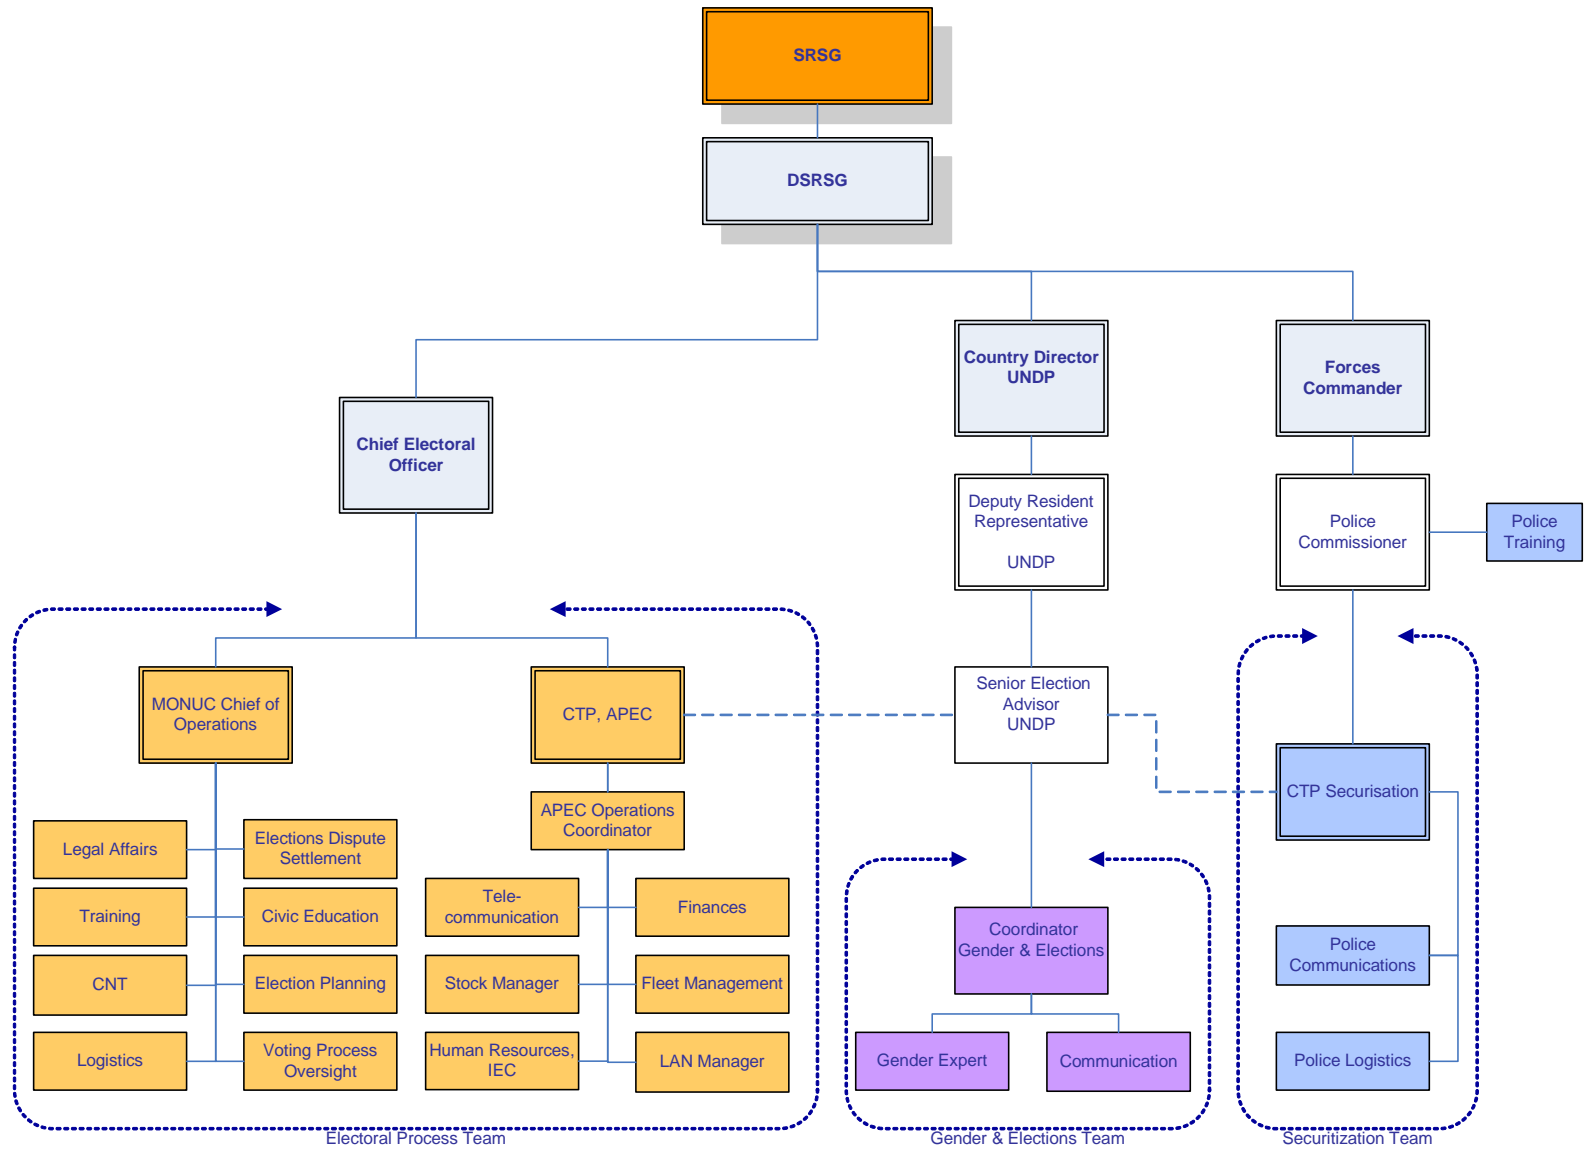 SRSG
DSRSG
Country Director
UNDP
Forces
Commander
Chief Electoral
Officer
Deputy Resident
Representative
UNDP
Police
Commissioner
Police
Training
MONUC Chief of
Operations
CTP, APEC
Senior Election
Advisor
UNDP
CTP Securisation
APEC Operations
Coordinator
Legal Affairs
Elections Dispute
Settlement
Training
Civic Education
CNT
Election Planning
Logistics
Voting Process
Oversight
Tele-
communication
Finances
Stock Manager
Fleet Management
Human Resources,
IEC
LAN Manager
Coordinator
Gender & Elections
Gender Expert
Communication
Police
Communications
Police Logistics
Electoral Process Team
Gender & Elections Team
Securitization Team